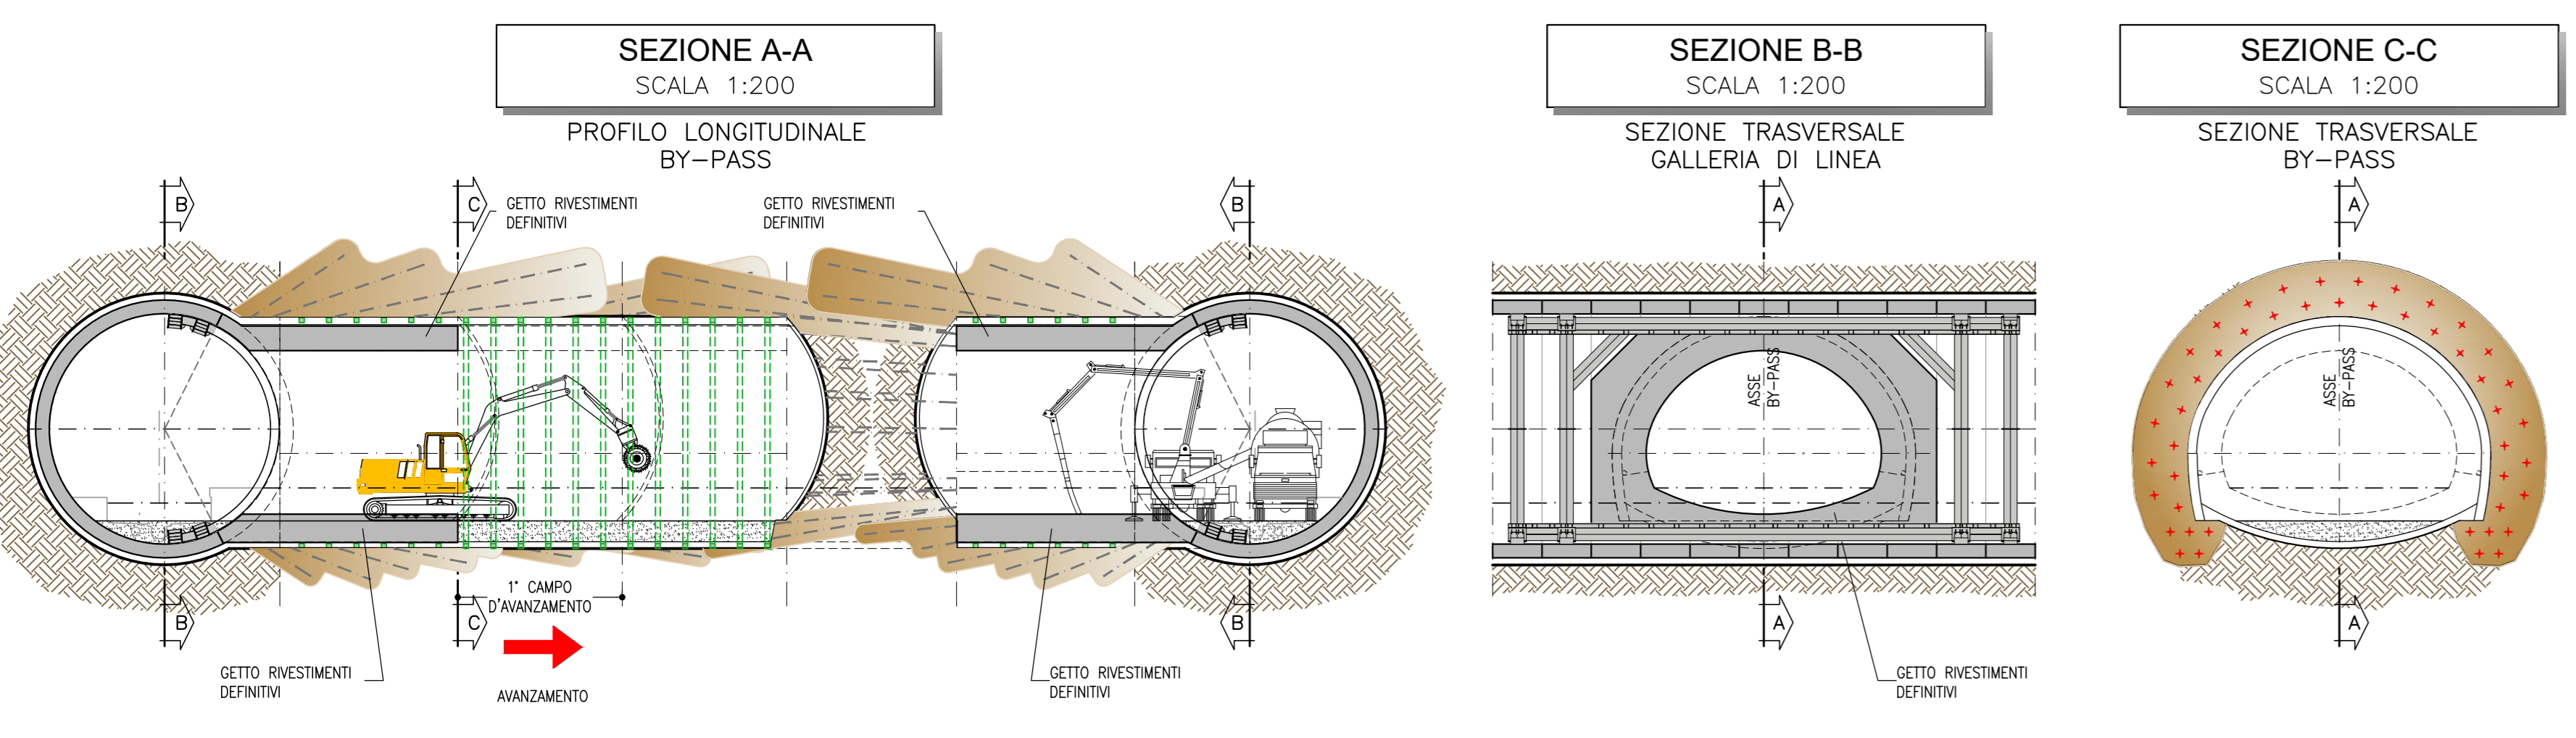 SEZIONE A-A
SCALA 1:200
PROFILO LONGITUDINALE
BY-PASS
B
C
GETTO RIVESTIMENTI
DEFINITIVI
GETTO RIVESTIMENTI
DEFINITIVI
B
1° CAMPO
D'AVANZAMENTO
B
C
B
GETTO RIVESTIMENTI
DEFINITIVI
AVANZAMENTO
GETTO RIVESTIMENTI
DEFINITIVI
SEZIONE B-B
SCALA 1:200
SEZIONE TRASVERSALE
GALLERIA DI LINEA
A
ASSE
BY-PASS
A
GETTO RIVESTIMENTI
DEFINITIVI
SEZIONE C-C
SCALA 1:200
SEZIONE TRASVERSALE
BY-PASS
A
ASSE
BY-PASS
A